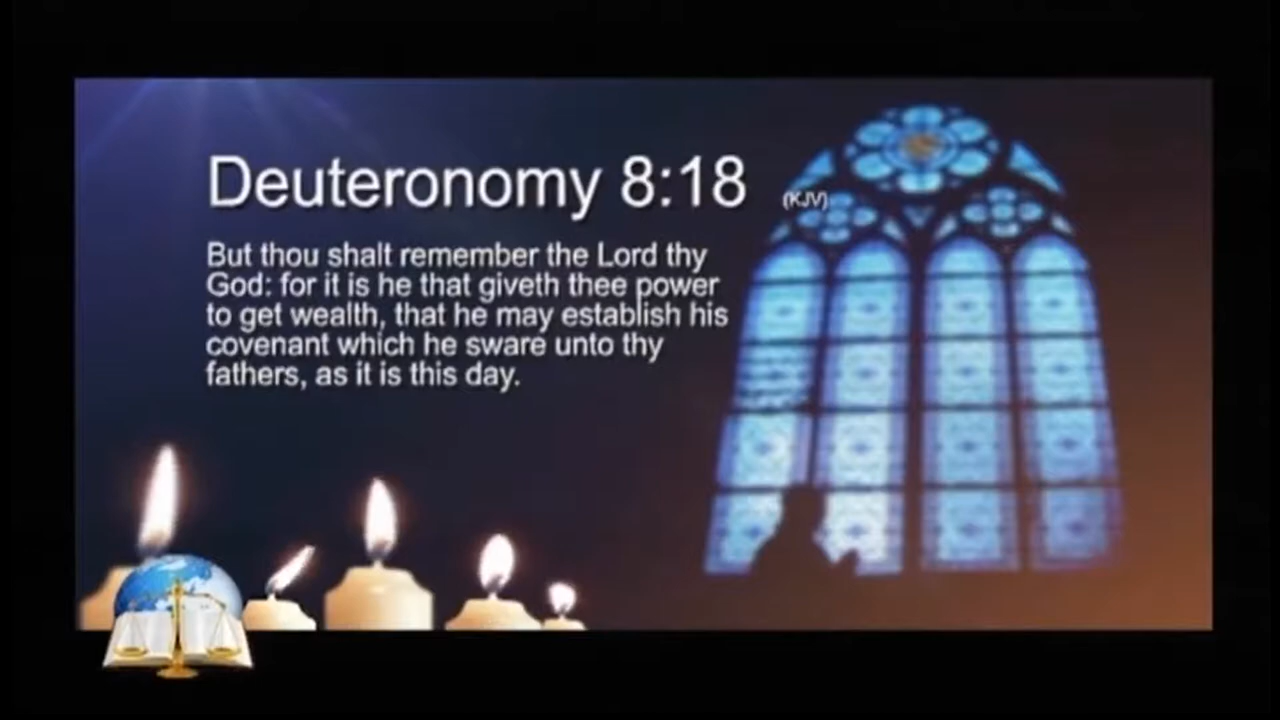 Deuteronomy 8:18 (KJV)
But thou shalt remember the Lord thy
God: for it is he that giveth thee power
to get wealth, that he may establish his
covenant which he sware unto thy
fathers, as it is this day.